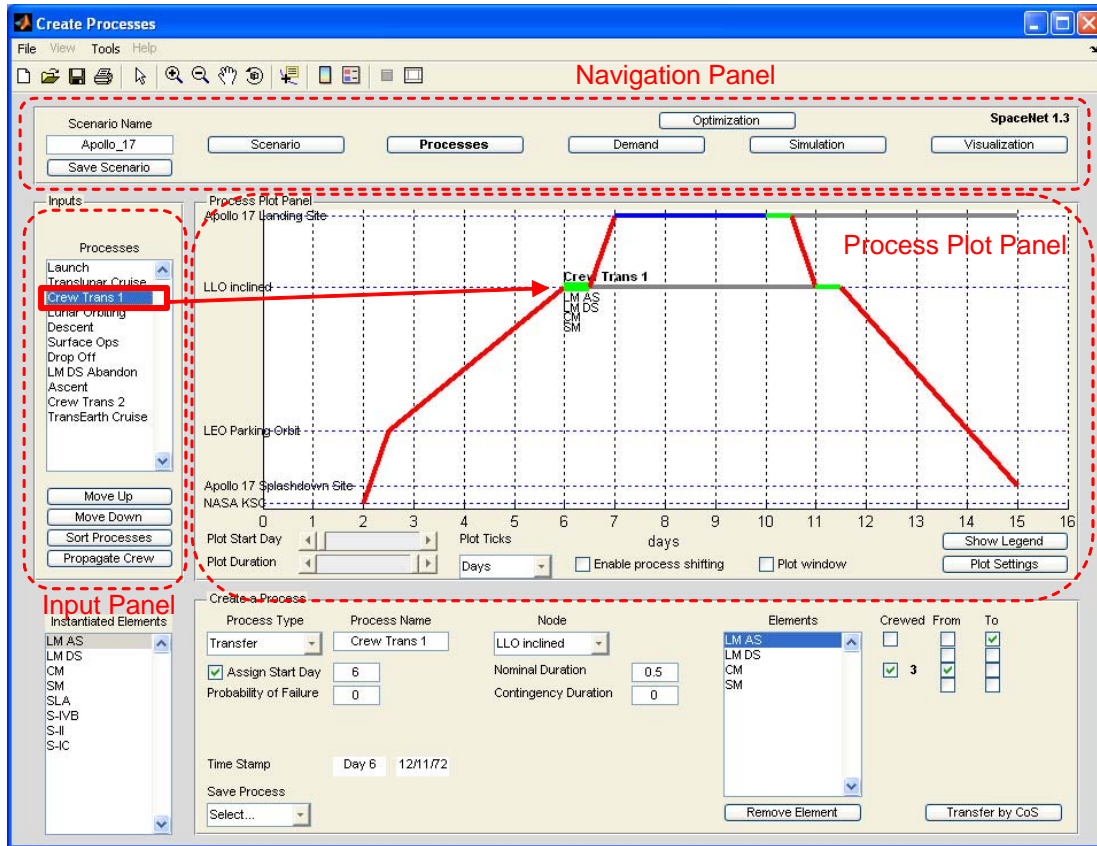 Create Processes
File View Tools Help
Navigation Panel
Scenario Name
Optimization
SpaceNet 1.3
Apollo_17
Scenario
Processes
Demand
Simulation
Visualization
Save Scenario
Inputs
Processes
Launch
Translunar Cruise
Crew Trans 1
Lunar Orbiting
Descent
Surface Ops
Drop Off
LM DS Abandon
Ascent
Crew Trans 2
TransEarth Cruise
Move Up
Move Down
Sort Processes
Propagate Crew
Input Panel
Process Plot Panel
Apollo 17 Landing Site
Process Plot Panel
LLO inclined
Crew Trans 1
LM AS
LM DS
CM
SM
LEO Parking Orbit
Apollo 17 Splashdown Site
NASA KSC
0 1 2 3 4 5 6 7 8 9 10 11 12 13 14 15 16
Plot Start Day
Plot Ticks
days
Show Legend
Plot Duration
Days
Enable process shifting
Plot window
Plot Settings
Instantiated Elements
LM AS
LM DS
CM
SM
SLA
S-IVB
S-II
S-IC
Create a Process
Process Type
Process Name
Node
Elements
Crewed From To
Transfer
Crew Trans 1
LLO inclined
LM AS
LM DS
CM
SM
3
Assign Start Day
6
Nominal Duration
0.5
Probability of Failure
0
Contingency Duration
0
Time Stamp
Day 6
12/11/72
Save Process
Select...
Remove Element
Transfer by CoS